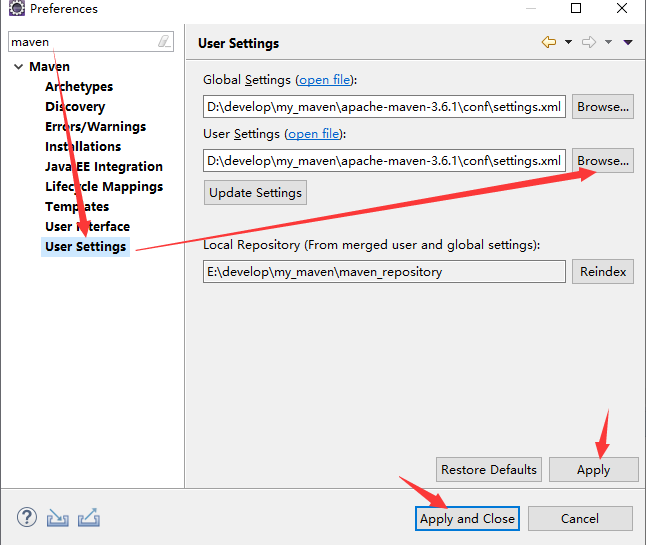 Preferences
maven
User Settings
Maven
Archetypes
Discovery
Errors/Warnings
Installations
Java EE Integration
Lifecycle Mappings
Templates
User Interface
User Settings
Global Settings (open file):
D:\develop\my_maven\apache-maven-3.6.1\conf\settings.xml Browse...
User Settings (open file):
D:\develop\my_maven\apache-maven-3.6.1\conf\settings.xml Browse...
Update Settings
Local Repository (From merged user and global settings):
E:\develop\my_maven\maven_repository Reindex
Restore Defaults Apply
? Apply and Close Cancel